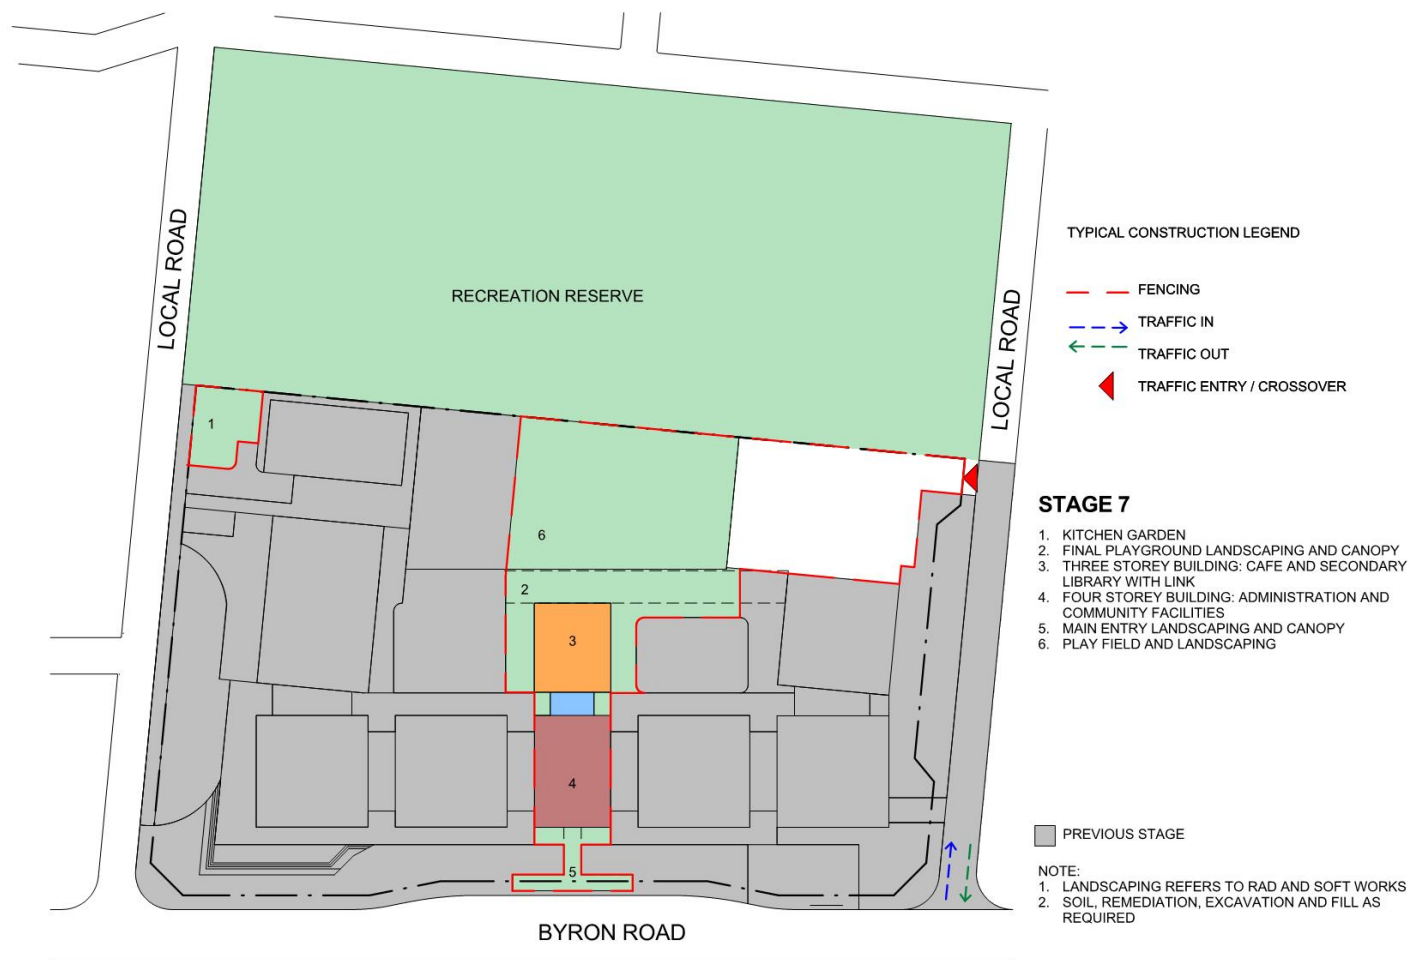 LOCAL ROAD
RECREATION RESERVE
LOCAL ROAD
1
6
2
3
4
5
BYRON ROAD
TYPICAL CONSTRUCTION LEGEND
FENCING
TRAFFIC IN
TRAFFIC OUT
TRAFFIC ENTRY / CROSSOVER
STAGE 7
1. KITCHEN GARDEN
2. FINAL PLAYGROUND LANDSCAPING AND CANOPY
3. THREE STOREY BUILDING: CAFE AND SECONDARY
LIBRARY WITH LINK
4. FOUR STOREY BUILDING: ADMINISTRATION AND
COMMUNITY FACILITIES
5. MAIN ENTRY LANDSCAPING AND CANOPY
6. PLAY FIELD AND LANDSCAPING
PREVIOUS STAGE
NOTE:
1. LANDSCAPING REFERS TO RAD AND SOFT WORKS
2. SOIL, REMEDIATION, EXCAVATION AND FILL AS
REQUIRED